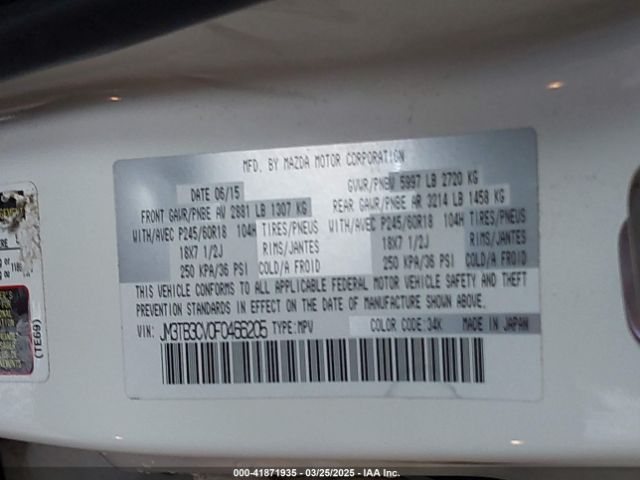 MFD. BY MAZDA MOTOR CORPORATION
DATE 06/15 GVWR/PNBV 5997 LB 2720 KG
FRONT GAWR/PNBE AV 2881 LB 1307 KG REAR GAWR/PNBE AR 3214 LB 1458 KG
WITH/AVEC P245/60R18 104H TIRES/PNEUS WITH/AVEC P245/60R18 104H TIRES/PNEUS
18X7 1/2J RIMS/JANTES 18X7 1/2J RIMS/JANTES
250 KPA/36 PSI COLD/A FROID 250 KPA/36 PSI COLD/A FROID
THIS VEHICLE CONFORMS TO ALL APPLICABLE FEDERAL MOTOR VEHICLE SAFETY AND THEFT
PREVENTION STANDARDS IN EFFECT ON THE DATE OF MANUFACTURE SHOWN ABOVE.
VIN: JM3TB3CV0F0466205 TYPE:MPV COLOR CODE: 34K MADE IN JAPAN
(TE69)
000-41871935 - 03/25/2025 - IAA Inc.